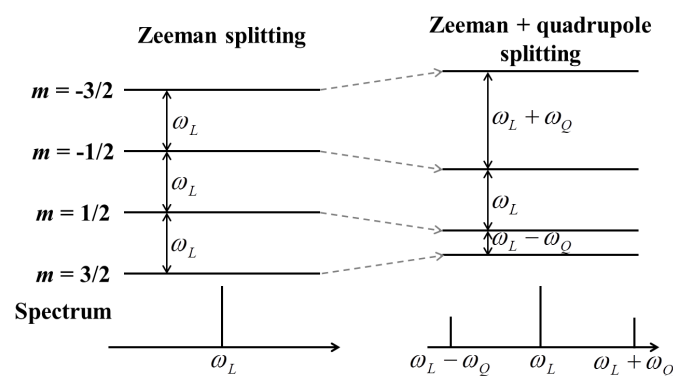 Zeeman splitting
Zeeman + quadrupole
splitting
m = -3/2
m = -1/2
m = 1/2
m = 3/2
ω_L
ω_L
ω_L
ω_L + ω_Q
ω_L
ω_L − ω_Q
Spectrum
ω_L
ω_L − ω_Q
ω_L
ω_L + ω_Q